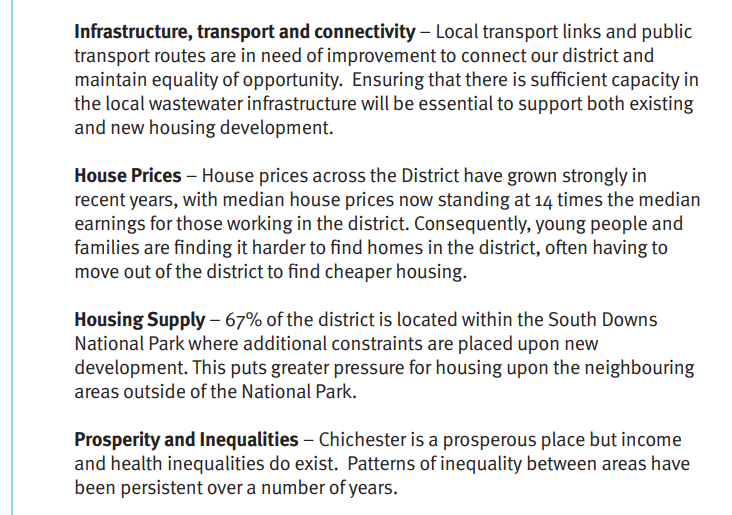 Infrastructure, transport and connectivity – Local transport links and public
transport routes are in need of improvement to connect our district and
maintain equality of opportunity.  Ensuring that there is sufficient capacity in
the local wastewater infrastructure will be essential to support both existing
and new housing development.
House Prices – House prices across the District have grown strongly in
recent years, with median house prices now standing at 14 times the median
earnings for those working in the district. Consequently, young people and
families are finding it harder to find homes in the district, often having to
move out of the district to find cheaper housing.
Housing Supply – 67% of the district is located within the South Downs
National Park where additional constraints are placed upon new
development. This puts greater pressure for housing upon the neighbouring
areas outside of the National Park.
Prosperity and Inequalities – Chichester is a prosperous place but income
and health inequalities do exist.  Patterns of inequality between areas have
been persistent over a number of years.